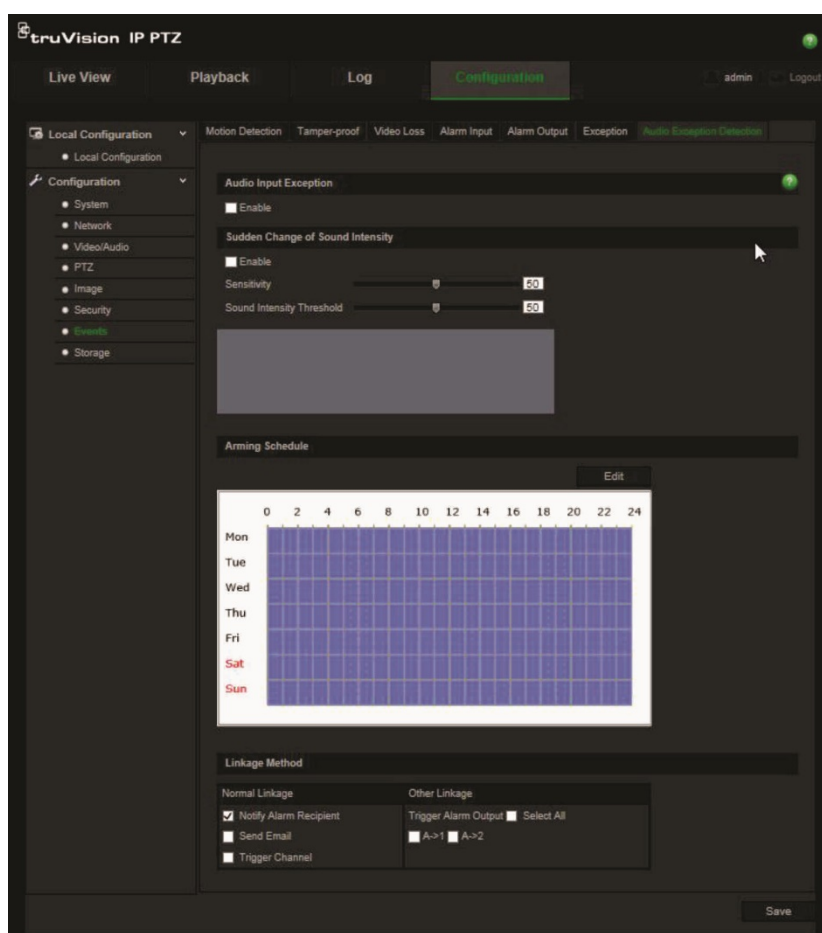 truVision IP PTZ
Live View Playback Log Configuration admin Logout
Local Configuration
Local Configuration
Configuration
System
Network
Video/Audio
PTZ
Image
Security
Events
Storage
Motion Detection Tamper-proof Video Loss Alarm Input Alarm Output Exception Audio Exception Detection
Audio Input Exception
Enable
Sudden Change of Sound Intensity
Enable
Sensitivity 50
Sound Intensity Threshold 50
Arming Schedule
Edit
0 2 4 6 8 10 12 14 16 18 20 22 24
Mon
Tue
Wed
Thu
Fri
Sat
Sun
Linkage Method
Normal Linkage Other Linkage
Notify Alarm Recipient Trigger Alarm Output Select All
Send Email A->1 A->2
Trigger Channel
Save